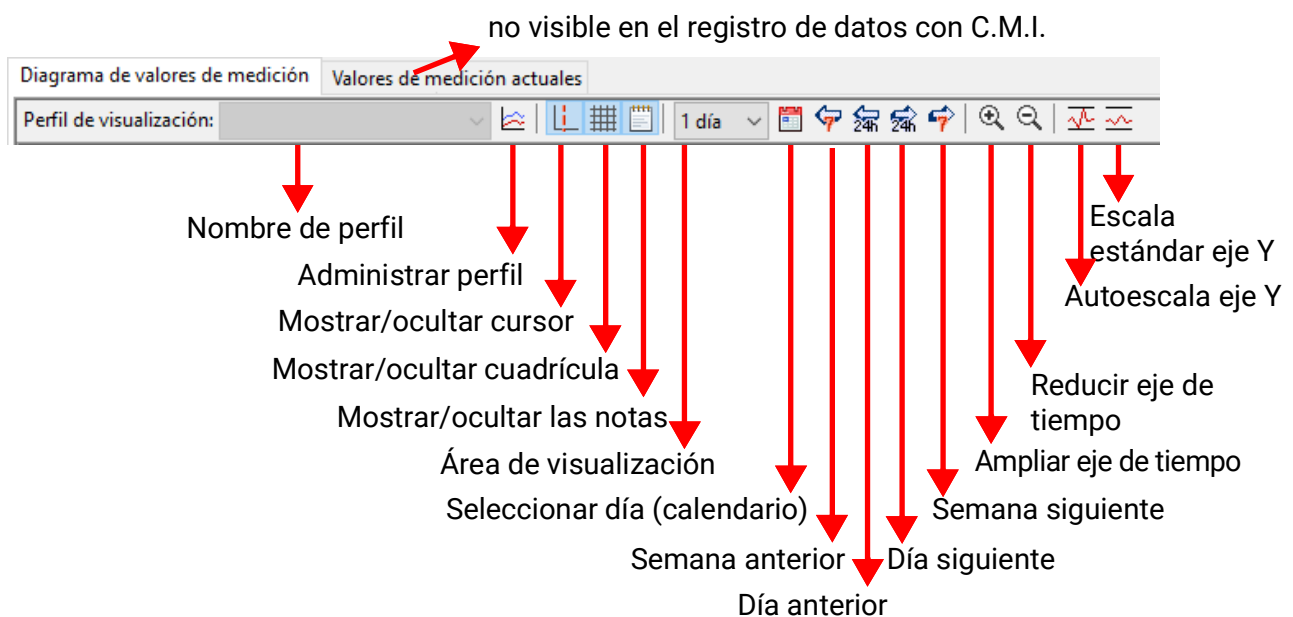 no visible en el registro de datos con C.M.I.
Diagrama de valores de medición
Valores de medición actuales
Perfil de visualización:
1 día
7
24h
24h
7
Nombre de perfil
Escala
estándar eje Y
Administrar perfil
Autoescala eje Y
Mostrar/ocultar cursor
Mostrar/ocultar cuadrícula
Reducir eje de
tiempo
Mostrar/ocultar las notas
Área de visualización
Ampliar eje de tiempo
Seleccionar día (calendario)
Semana siguiente
Semana anterior
Día siguiente
Día anterior